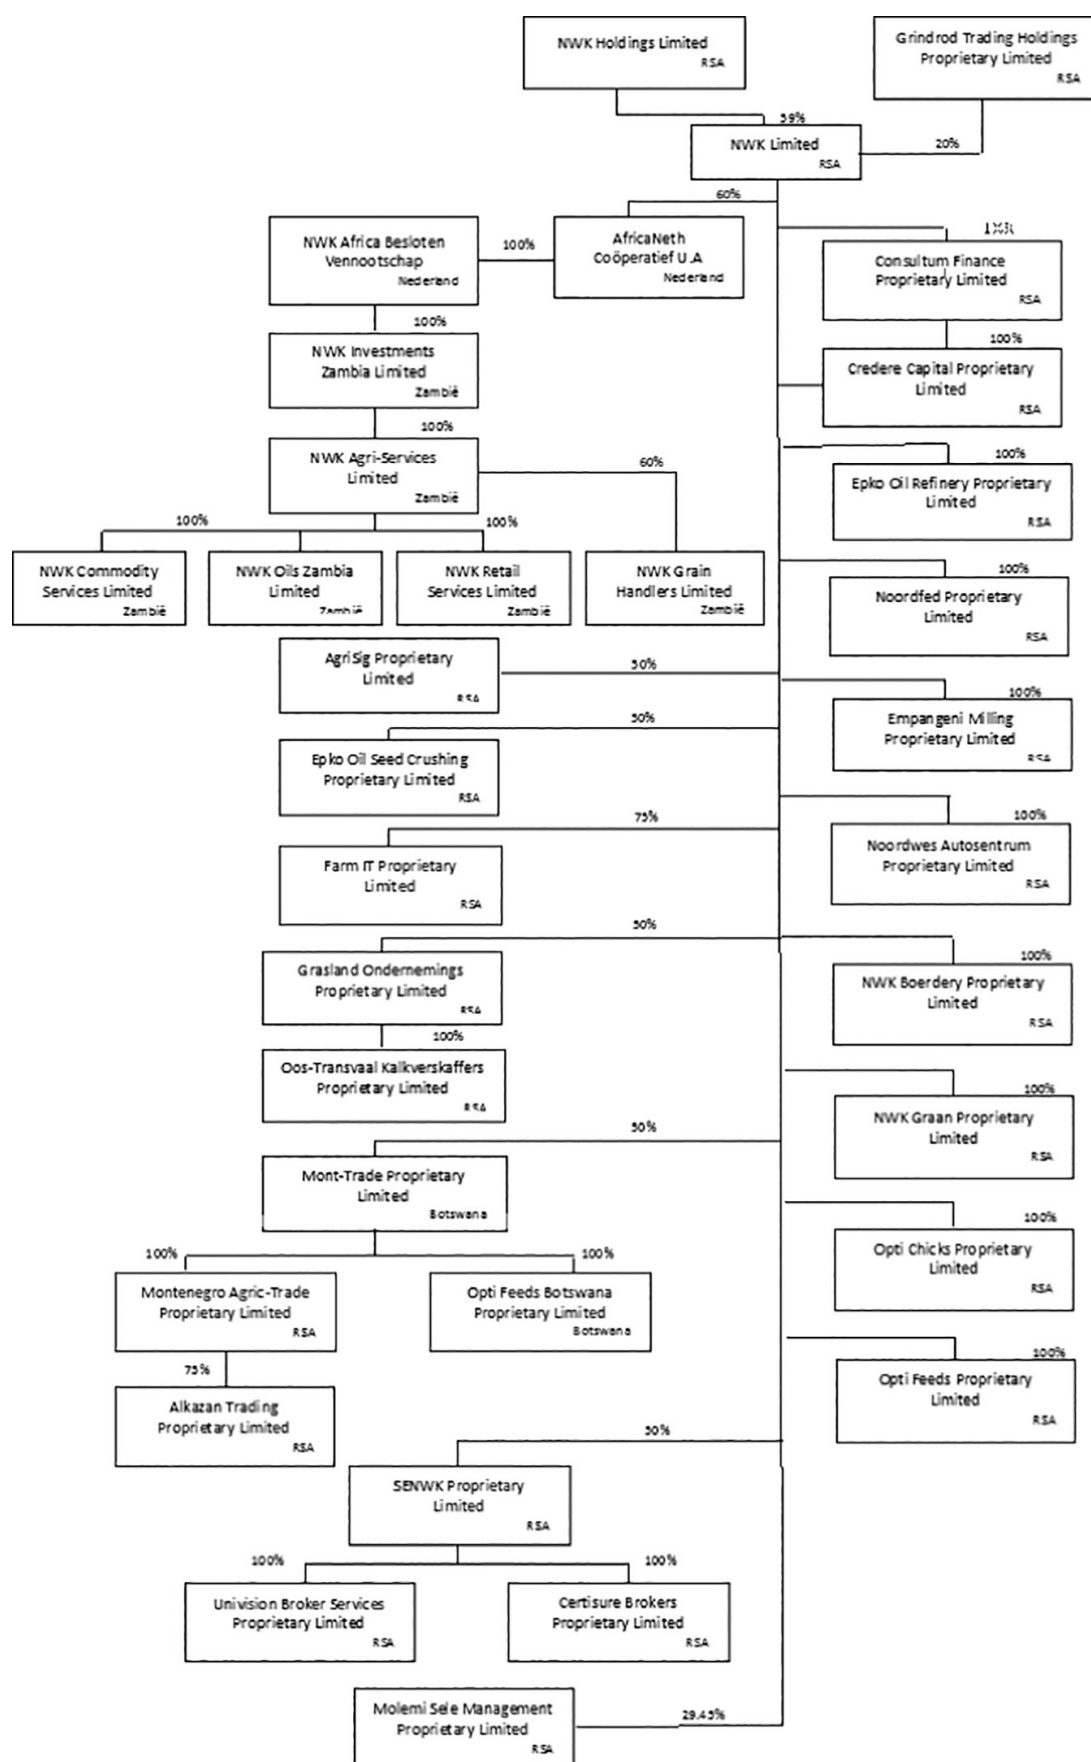 NWK Holdings Limited
RSA
Grindrod Trading Holdings
Proprietary Limited
RSA
59%
NWK Limited
RSA
20%
60%
NWK Africa Besloten
Vennootschap
Nederland
100%
AfricaNeth
Coöperatief U.A
Nederland
Consultum Finance
Proprietary Limited
RSA
100%
NWK Investments
Zambia Limited
Zambië
100%
Credere Capital Proprietary
Limited
RSA
100%
NWK Agri-Services
Limited
Zambië
60%
100%
Epko Oil Refinery Proprietary
Limited
RSA
100%
100%
NWK Commodity
Services Limited
Zambië
NWK Oils Zambia
Limited
Zambië
NWK Retail
Services Limited
Zambië
NWK Grain
Handlers Limited
Zambië
100%
Noordfed Proprietary
Limited
RSA
AgriSig Proprietary
Limited
RSA
50%
100%
Empangeni Milling
Proprietary Limited
RSA
50%
Epko Oil Seed Crushing
Proprietary Limited
RSA
75%
Farm IT Proprietary
Limited
RSA
100%
Noordwes Autosentrum
Proprietary Limited
RSA
50%
Grasland Ondernemings
Proprietary Limited
RSA
100%
NWK Boerdery Proprietary
Limited
RSA
100%
Oos-Transvaal Kalkverskaffers
Proprietary Limited
RSA
100%
NWK Graan Proprietary
Limited
RSA
50%
Mont-Trade Proprietary
Limited
Botswana
100%
Opti Chicks Proprietary
Limited
RSA
100%
100%
Montenegro Agric-Trade
Proprietary Limited
RSA
Opti Feeds Botswana
Proprietary Limited
Botswana
100%
Opti Feeds Proprietary
Limited
RSA
75%
Alkazan Trading
Proprietary Limited
RSA
50%
SENWK Proprietary
Limited
RSA
100%
100%
Univision Broker Services
Proprietary Limited
RSA
Certisure Brokers
Proprietary Limited
RSA
Molemi Sele Management
Proprietary Limited
RSA
29.45%